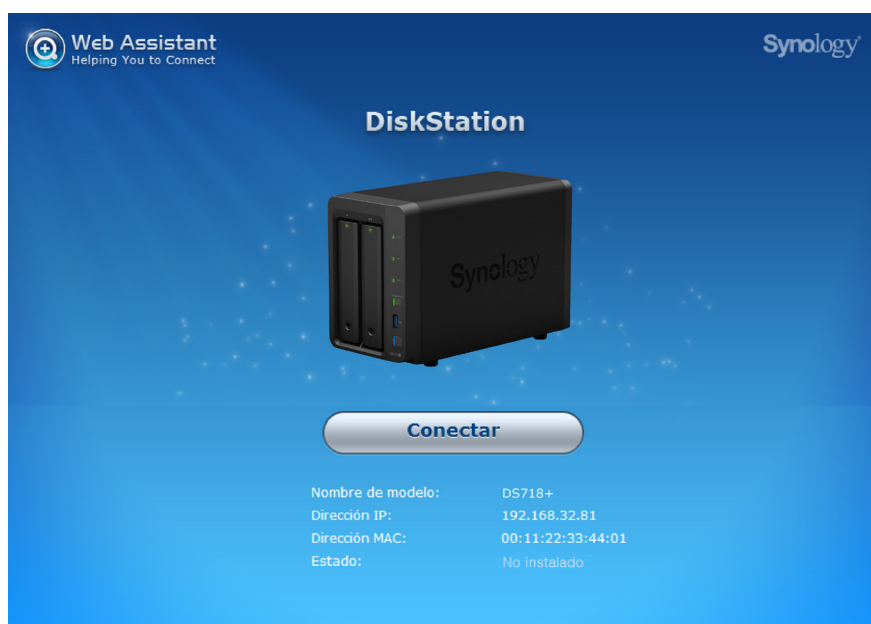 Web Assistant
Helping You to Connect
Synology
DiskStation
Synology
Conectar
Nombre de modelo: DS718+
Dirección IP: 192.168.32.81
Dirección MAC: 00:11:22:33:44:01
Estado: No instalado